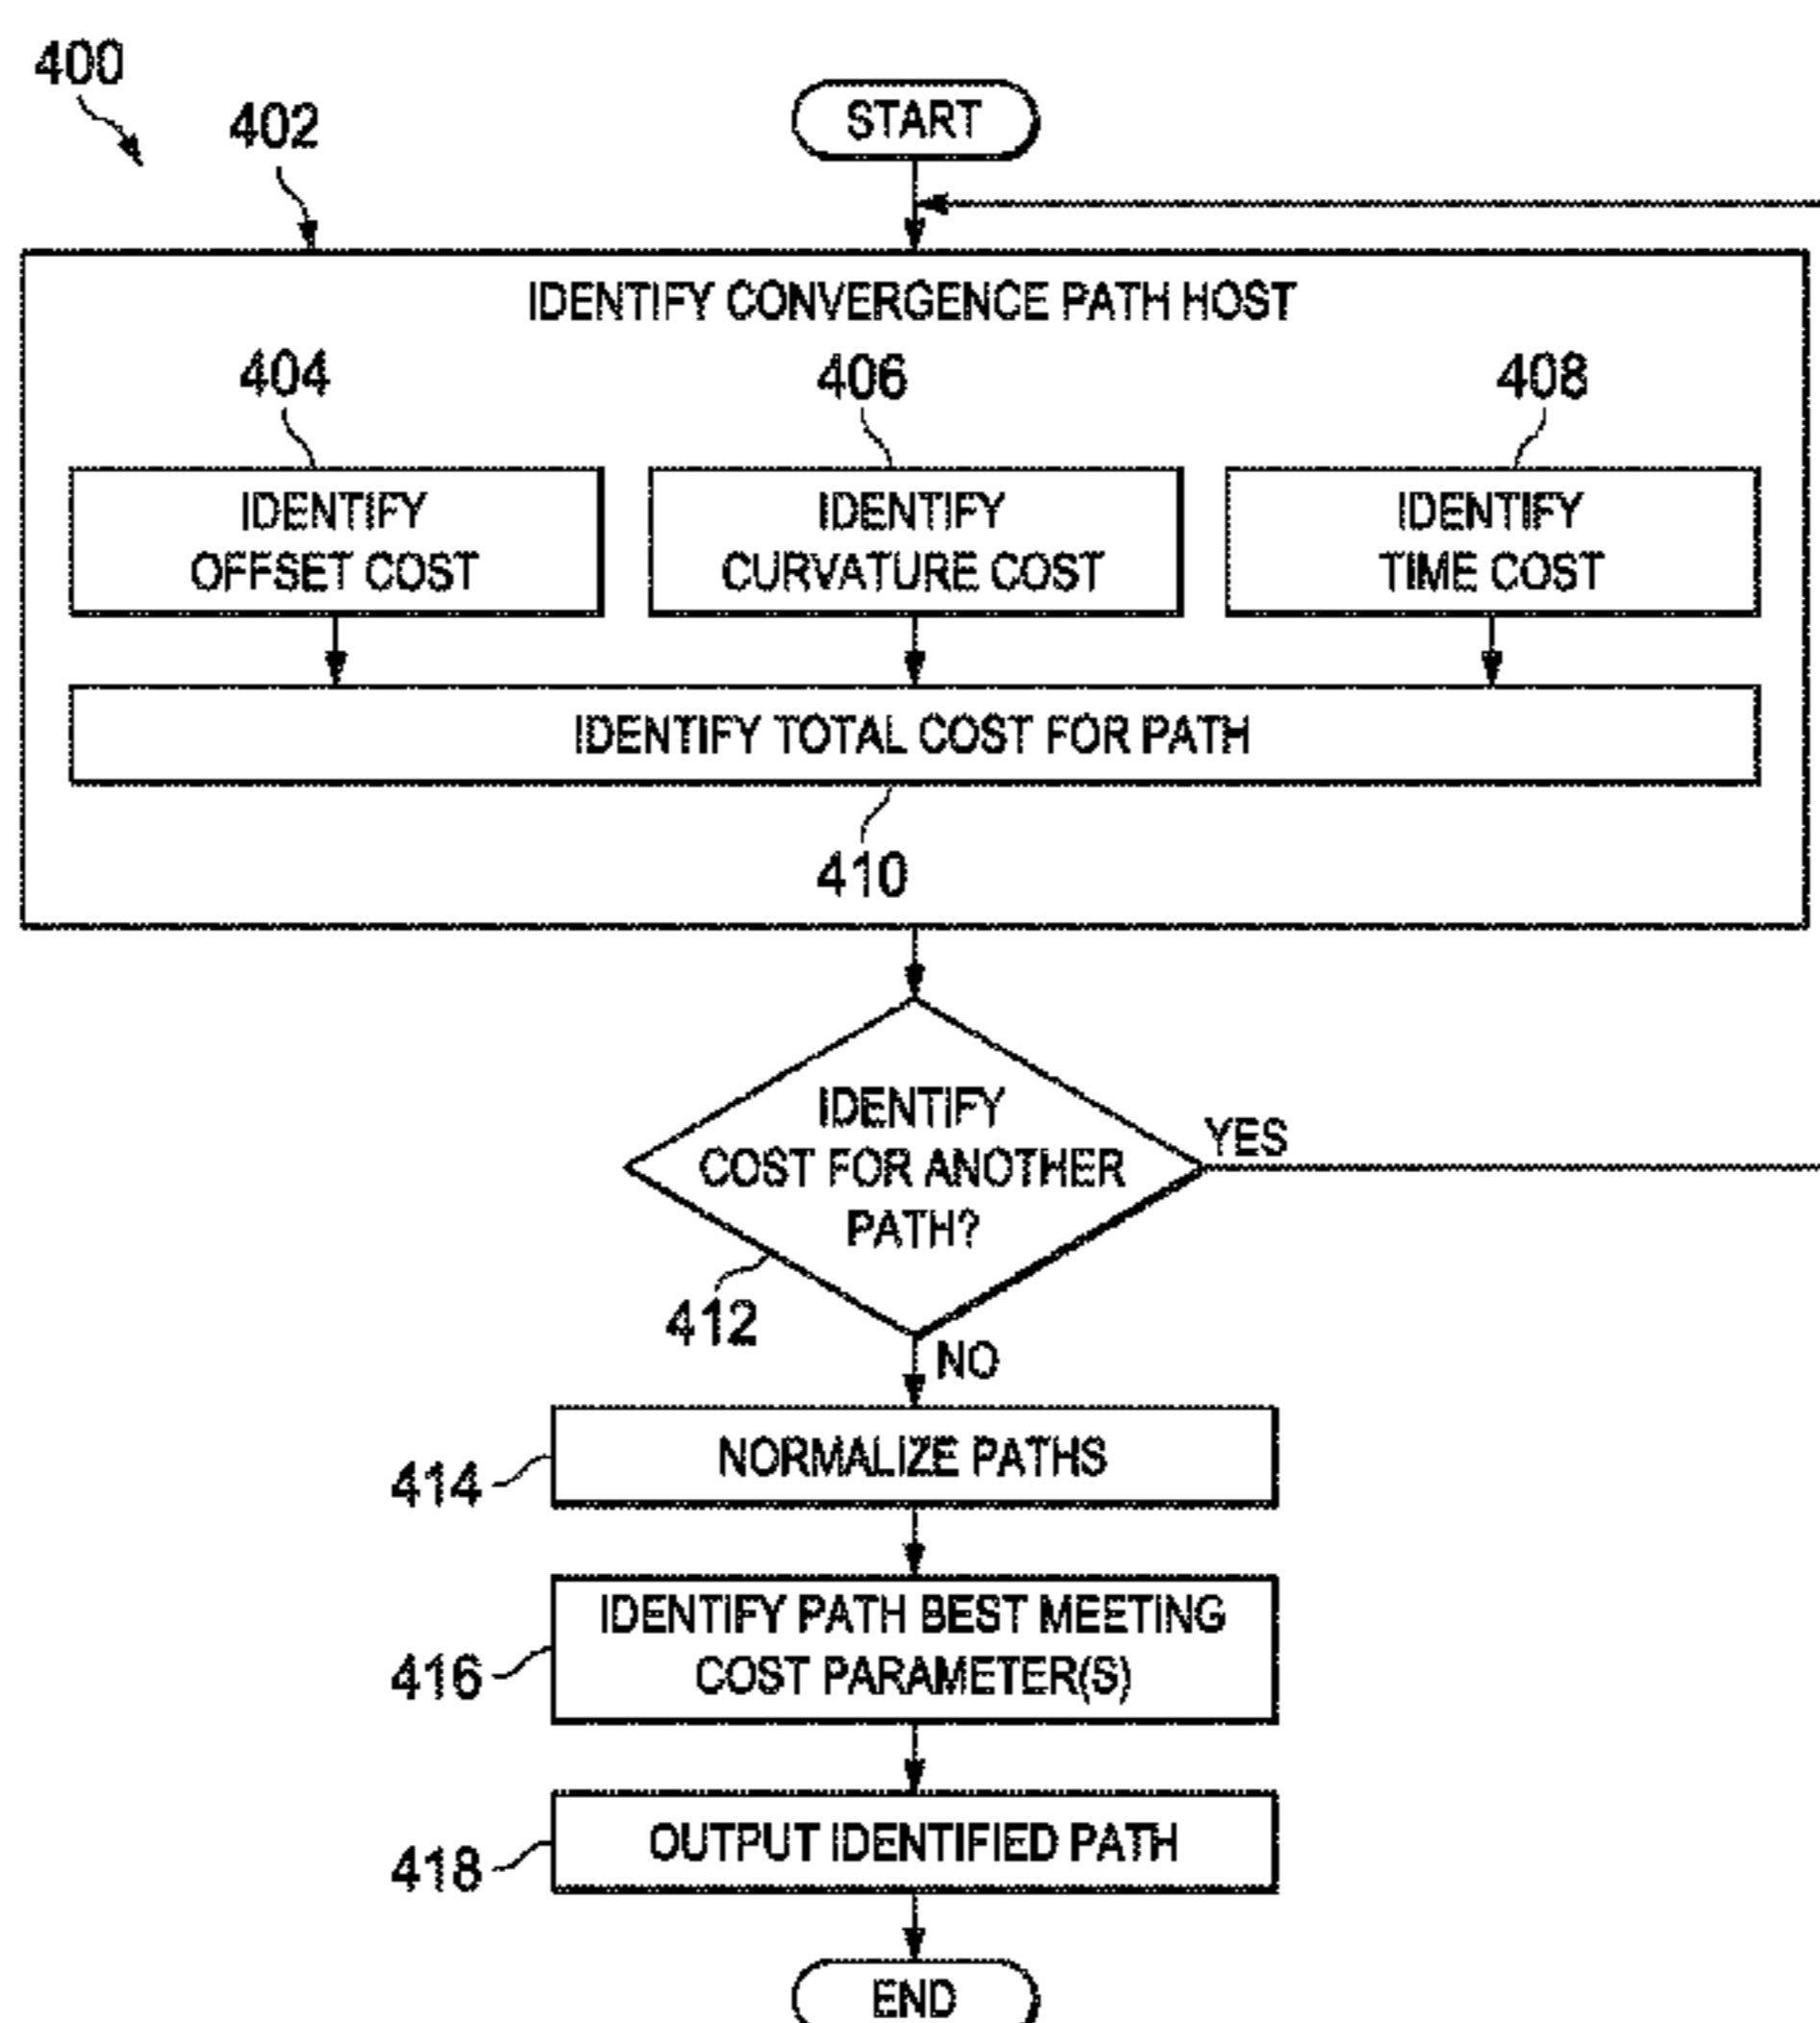 400
402
START
IDENTIFY CONVERGENCE PATH HOST
404
406
408
IDENTIFY
OFFSET COST
IDENTIFY
CURVATURE COST
IDENTIFY
TIME COST
IDENTIFY TOTAL COST FOR PATH
410
IDENTIFY
COST FOR ANOTHER
PATH?
YES
412
NO
NORMALIZE PATHS
414
IDENTIFY PATH BEST MEETING
COST PARAMETER(S)
416
OUTPUT IDENTIFIED PATH
418
END